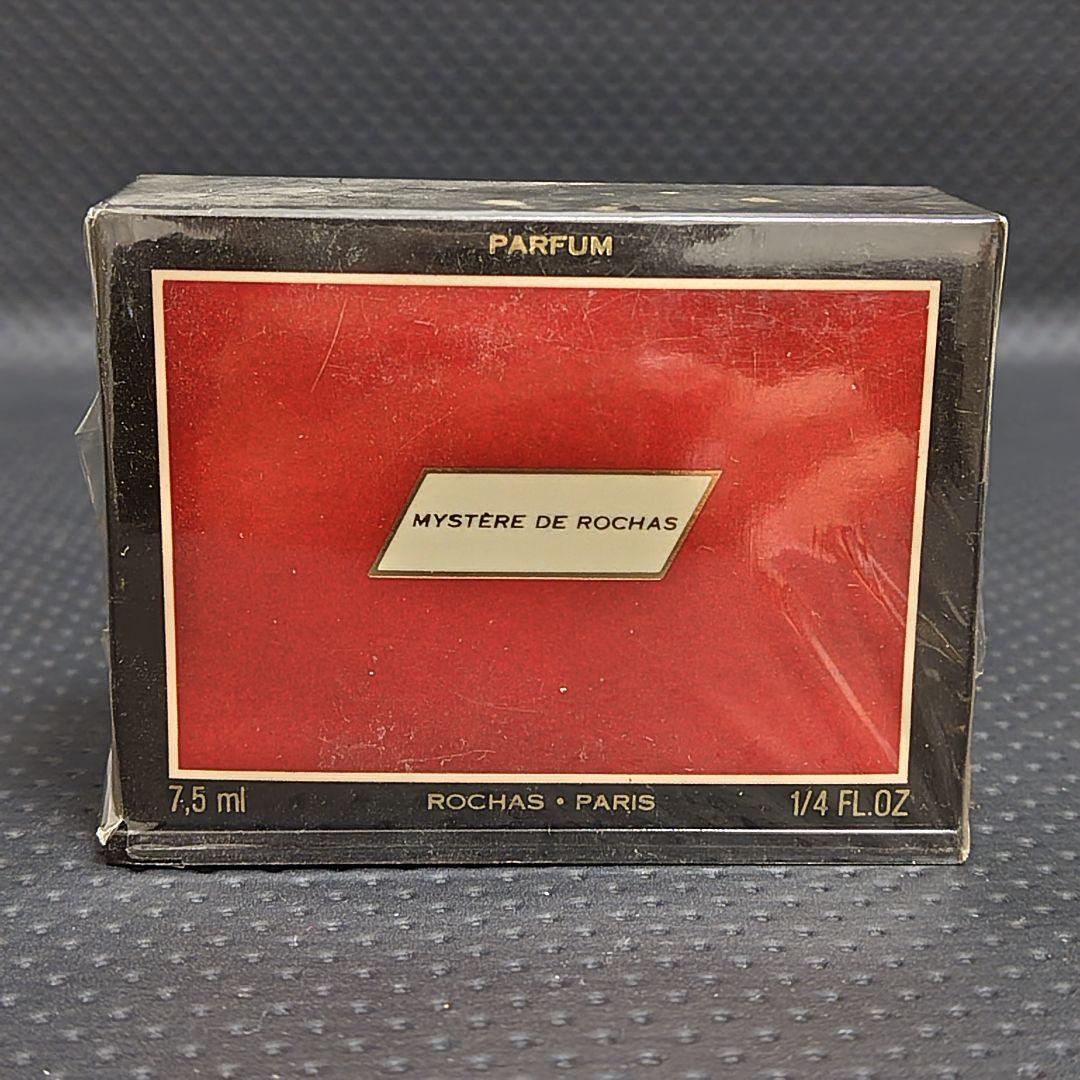 PARFUM
MYSTÈRE DE ROCHAS
7,5 ml
ROCHAS • PARIS
1/4 FL.OZ